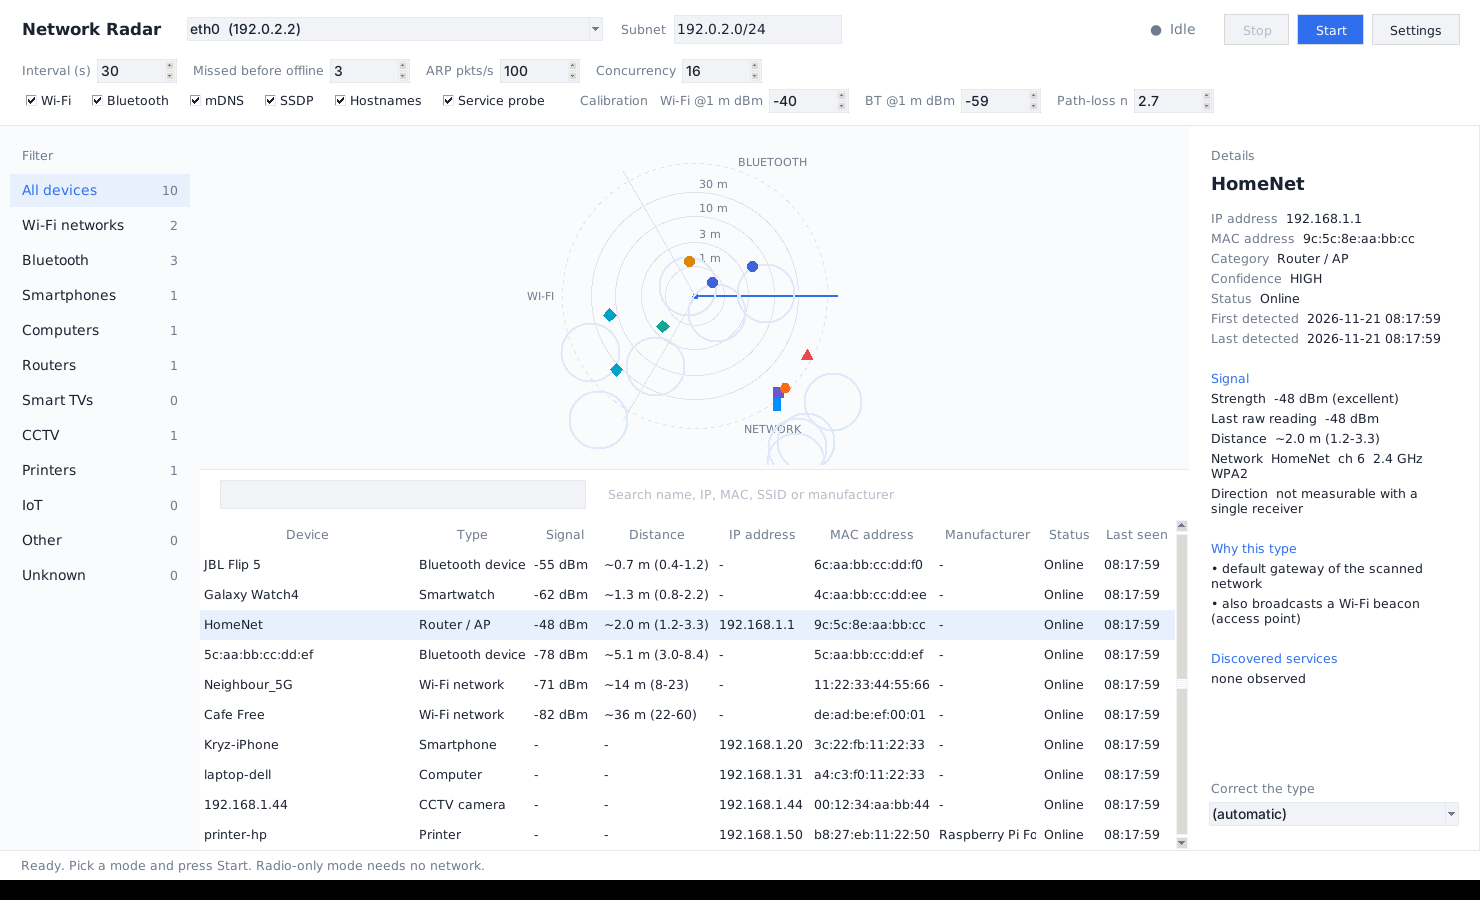 Network Radar
eth0 (192.0.2.2)
Subnet 192.0.2.0/24
Idle
Stop
Start
Settings
Interval (s) 30
Missed before offline 3
ARP pkts/s 100
Concurrency 16
Wi-Fi
Bluetooth
mDNS
SSDP
Hostnames
Service probe
Calibration Wi-Fi @1 m dBm -40
BT @1 m dBm -59
Path-loss n 2.7
Filter
All devices 10
Wi-Fi networks 2
Bluetooth 3
Smartphones 1
Computers 1
Routers 1
Smart TVs 0
CCTV 1
Printers 1
IoT 0
Other 0
Unknown 0
BLUETOOTH
30 m
10 m
3 m
1 m
WI-FI
NETWORK
Search name, IP, MAC, SSID or manufacturer
Device Type Signal Distance IP address MAC address Manufacturer Status Last seen
JBL Flip 5 Bluetooth device -55 dBm ~0.7 m (0.4-1.2) - 6c:aa:bb:cc:dd:f0 - Online 08:17:59
Galaxy Watch4 Smartwatch -62 dBm ~1.3 m (0.8-2.2) - 4c:aa:bb:cc:dd:ee - Online 08:17:59
HomeNet Router / AP -48 dBm ~2.0 m (1.2-3.3) 192.168.1.1 9c:5c:8e:aa:bb:cc - Online 08:17:59
5c:aa:bb:cc:dd:ef Bluetooth device -78 dBm ~5.1 m (3.0-8.4) - 5c:aa:bb:cc:dd:ef - Online 08:17:59
Neighbour_5G Wi-Fi network -71 dBm ~14 m (8-23) - 11:22:33:44:55:66 - Online 08:17:59
Cafe Free Wi-Fi network -82 dBm ~36 m (22-60) - de:ad:be:ef:00:01 - Online 08:17:59
Kryz-iPhone Smartphone - - 192.168.1.20 3c:22:fb:11:22:33 - Online 08:17:59
laptop-dell Computer - - 192.168.1.31 a4:c3:f0:11:22:33 - Online 08:17:59
192.168.1.44 CCTV camera - - 192.168.1.44 00:12:34:aa:bb:44 - Online 08:17:59
printer-hp Printer - - 192.168.1.50 b8:27:eb:11:22:50 Raspberry Pi Fo Online 08:17:59
Details
HomeNet
IP address 192.168.1.1
MAC address 9c:5c:8e:aa:bb:cc
Category Router / AP
Confidence HIGH
Status Online
First detected 2026-11-21 08:17:59
Last detected 2026-11-21 08:17:59
Signal
Strength -48 dBm (excellent)
Last raw reading -48 dBm
Distance ~2.0 m (1.2-3.3)
Network HomeNet ch 6 2.4 GHz
WPA2
Direction not measurable with a
single receiver
Why this type
• default gateway of the scanned
network
• also broadcasts a Wi-Fi beacon
(access point)
Discovered services
none observed
Correct the type
(automatic)
Ready. Pick a mode and press Start. Radio-only mode needs no network.